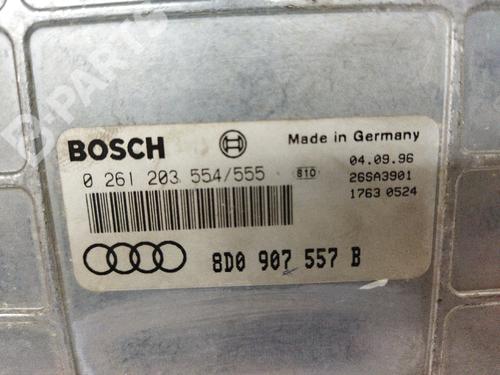 B-PARTS
BOSCH
Made in Germany
0 261 203 554/555
810
04.09.96
26SA3901
1763 0524
8D0 907 557 B